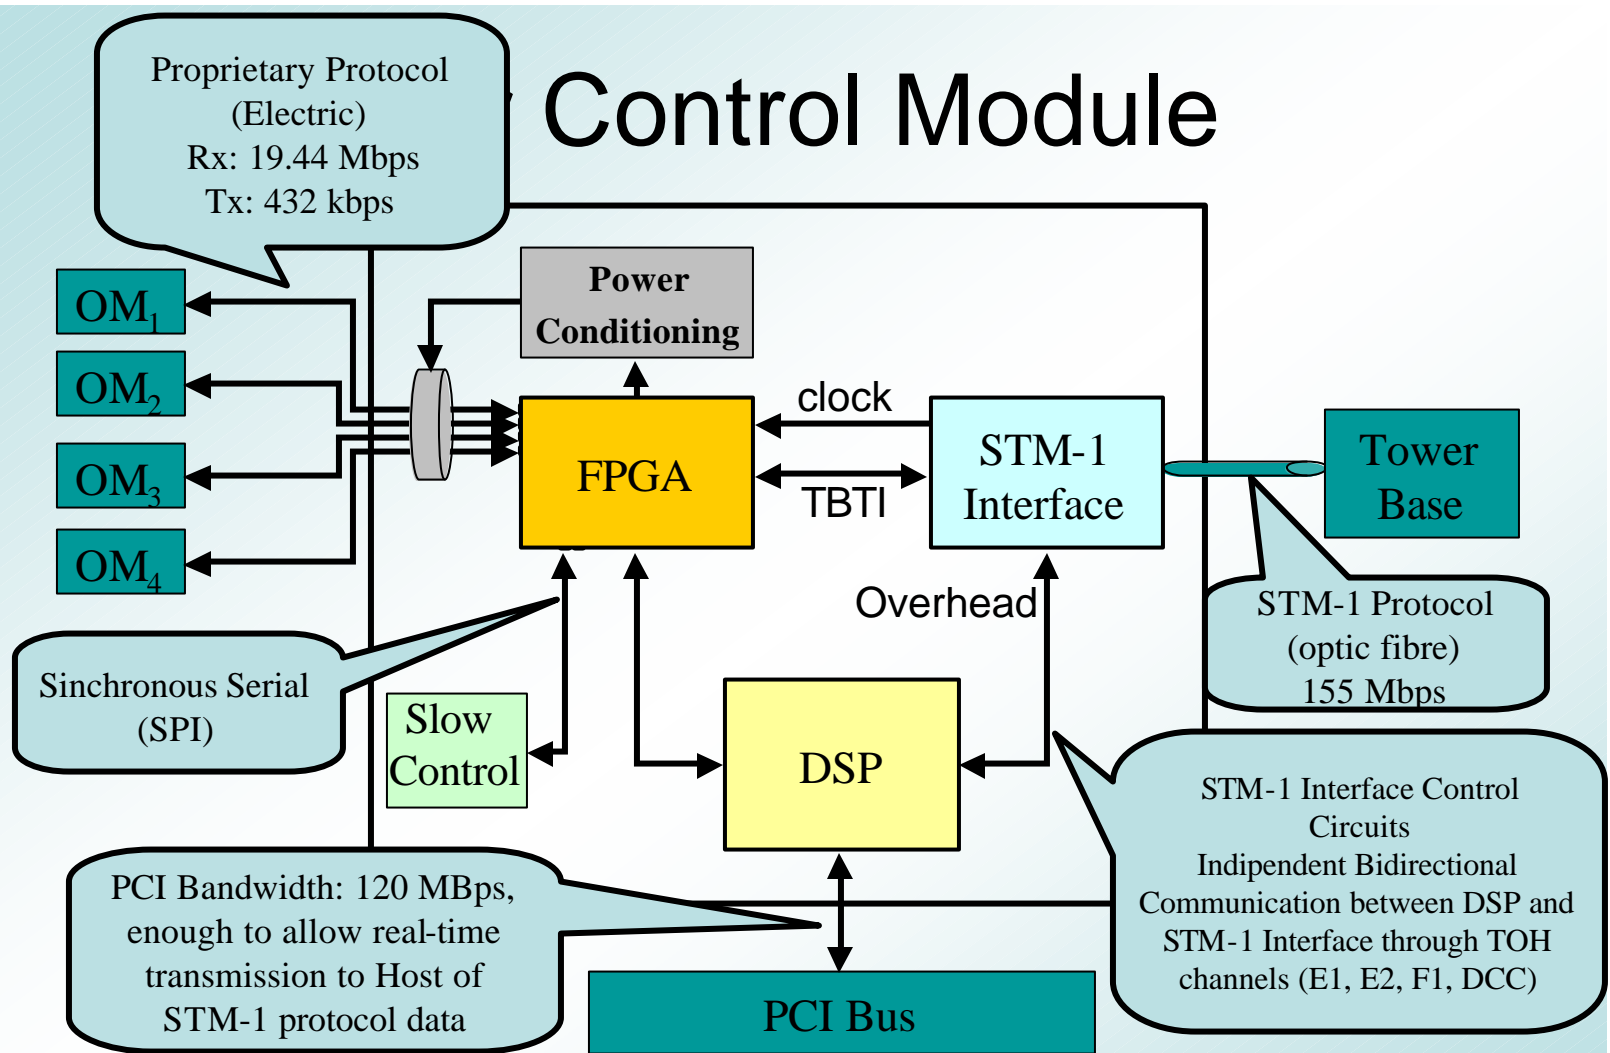 Proprietary Protocol
(Electric)
Rx: 19.44 Mbps
Tx: 432 kbps
Control Module
OM1
OM2
OM3
OM4
Power
Conditioning
FPGA
clock
TBTI
STM-1
Interface
Tower
Base
Overhead
STM-1 Protocol
(optic fibre)
155 Mbps
Sinchronous Serial
(SPI)
Slow
Control
DSP
STM-1 Interface Control
Circuits
Indipendent Bidirectional
Communication between DSP and
STM-1 Interface through TOH
channels (E1, E2, F1, DCC)
PCI Bandwidth: 120 MBps,
enough to allow real-time
transmission to Host of
STM-1 protocol data
PCI Bus